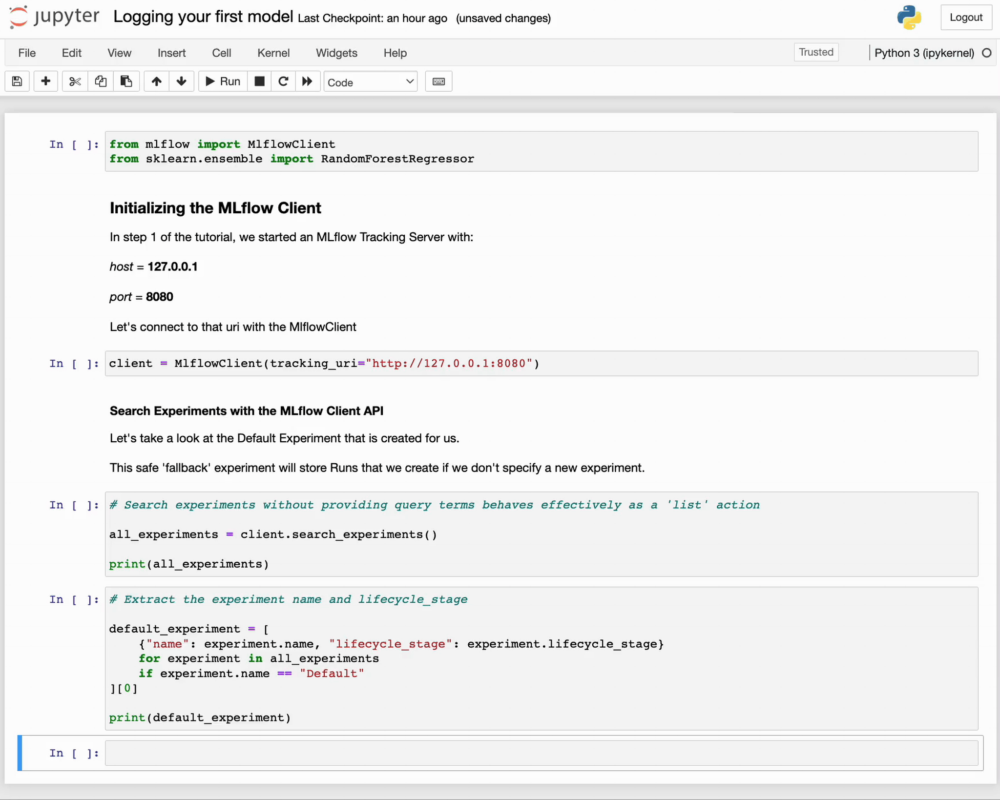 jupyter Logging your first model Last Checkpoint: an hour ago (unsaved changes) Logout
File Edit View Insert Cell Kernel Widgets Help Trusted Python 3 (ipykernel)
Run Code
In [ ]: from mlflow import MlflowClient
from sklearn.ensemble import RandomForestRegressor
Initializing the MLflow Client
In step 1 of the tutorial, we started an MLflow Tracking Server with:
host = 127.0.0.1
port = 8080
Let's connect to that uri with the MlflowClient
In [ ]: client = MlflowClient(tracking_uri="http://127.0.0.1:8080")
Search Experiments with the MLflow Client API
Let's take a look at the Default Experiment that is created for us.
This safe 'fallback' experiment will store Runs that we create if we don't specify a new experiment.
In [ ]: # Search experiments without providing query terms behaves effectively as a 'list' action
all_experiments = client.search_experiments()
print(all_experiments)
In [ ]: # Extract the experiment name and lifecycle_stage
default_experiment = [
{"name": experiment.name, "lifecycle_stage": experiment.lifecycle_stage}
for experiment in all_experiments
if experiment.name == "Default"
][0]
print(default_experiment)
In [ ]: